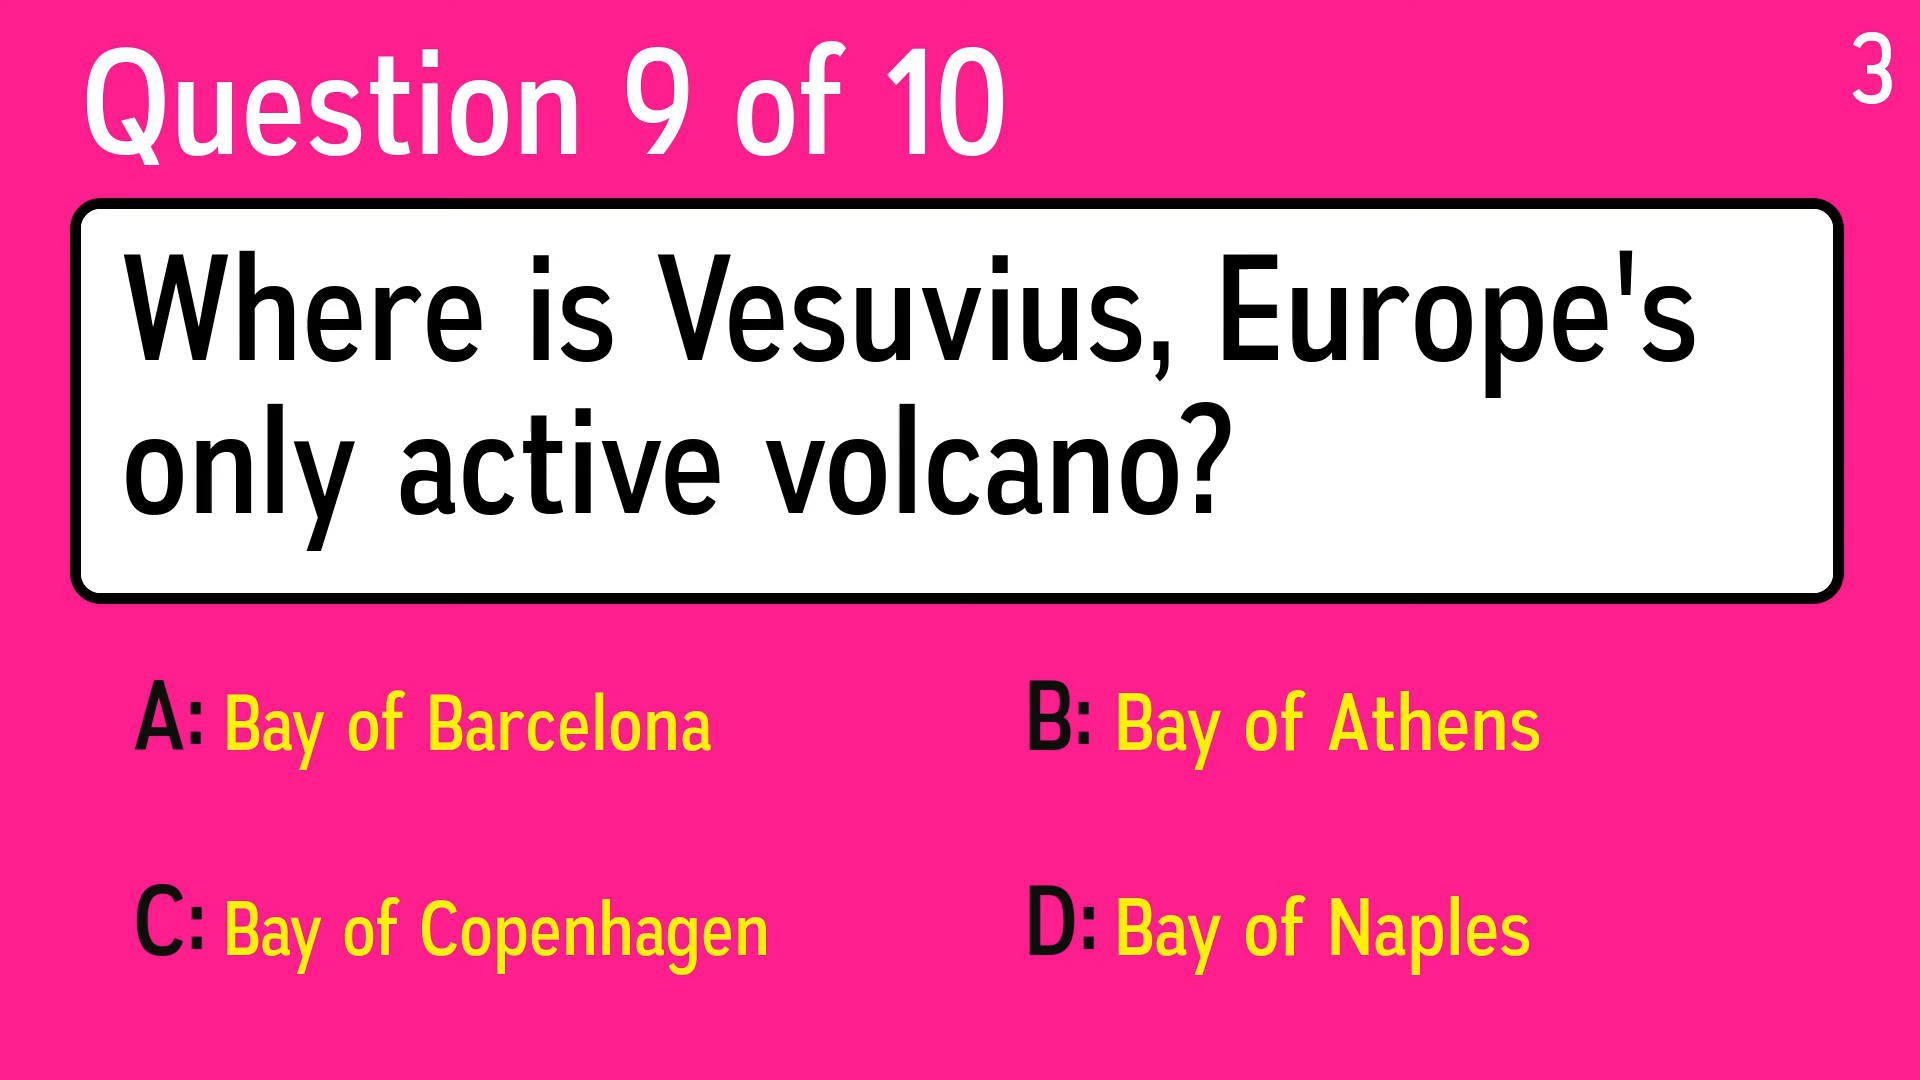 Question 9 of 10
3
Where is Vesuvius, Europe's
only active volcano?
A: Bay of Barcelona
B: Bay of Athens
C: Bay of Copenhagen
D: Bay of Naples